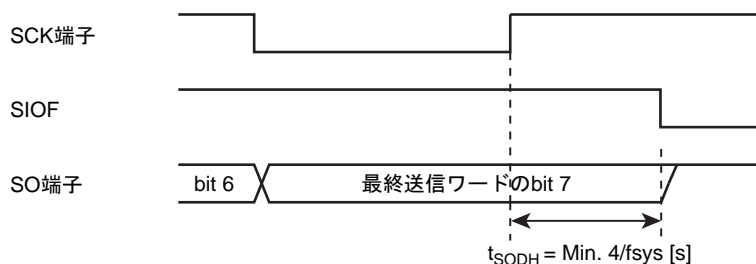 SCK端子
SIOF
SO端子
bit 6
最終送信ワードのbit 7
tSODH = Min. 4/fsys [s]